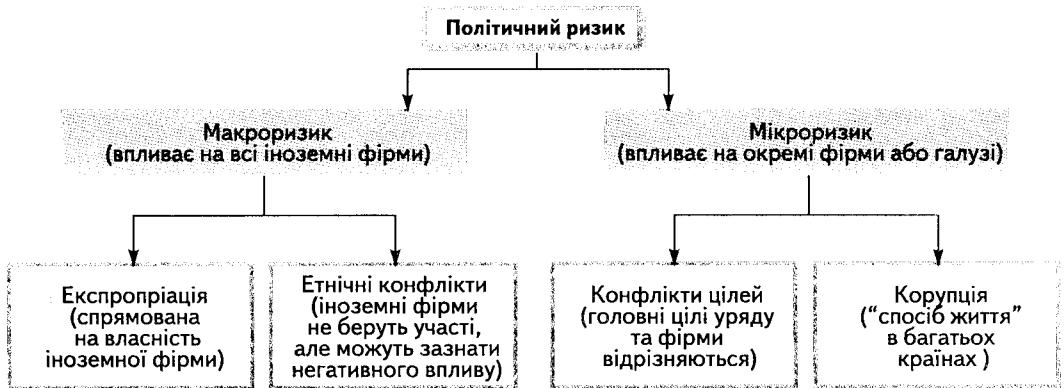 Політичний ризик
Макроризик
(впливає на всі іноземні фірми)
Мікроризик
(впливає на окремі фірми або галузі)
Експропріація
(спрямована
на власність
іноземної фірми)
Етнічні конфлікти
(іноземні фірми
не беруть участі,
але можуть зазнати
негативного впливу)
Конфлікти цілей
(головні цілі уряду
та фірми
відрізняються)
Корупція
(“спосіб життя”
в багатьох
країнах )